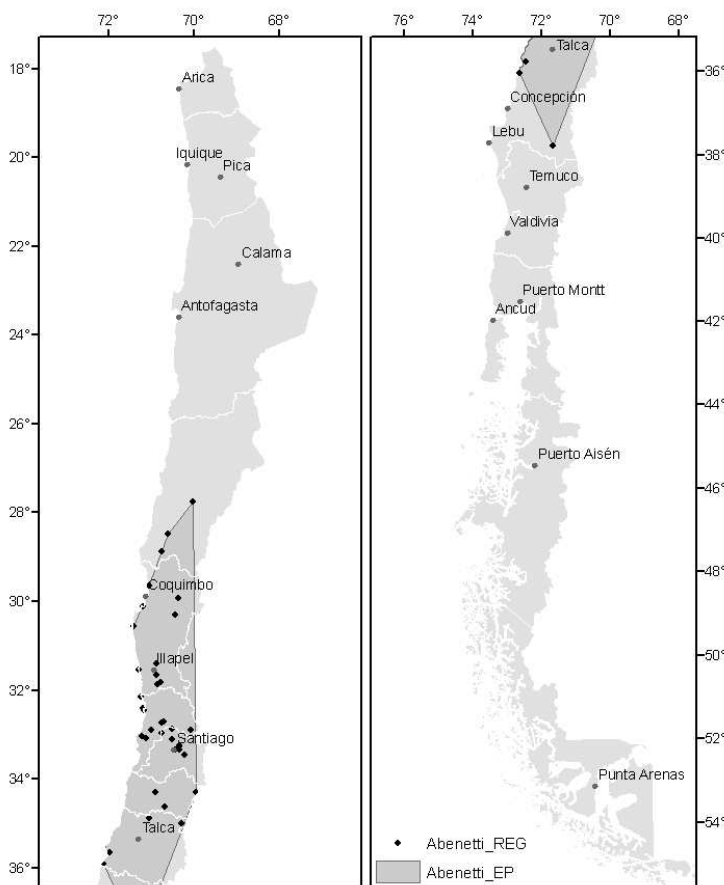 72° 70° 68°
76° 74° 72° 70° 68°
18°
20°
22°
24°
26°
28°
30°
32°
34°
36°
Arica
Iquique
Pica
Calama
Antofagasta
Coquimbo
Illapel
Santiago
Talca
Talca
Concepción
Lebu
Temuco
Valdivia
Puerto Montt
Ancud
Puerto Aisén
Punta Arenas
36°
38°
40°
42°
44°
46°
48°
50°
52°
54°
Abenetti_REG
Abenetti_EP